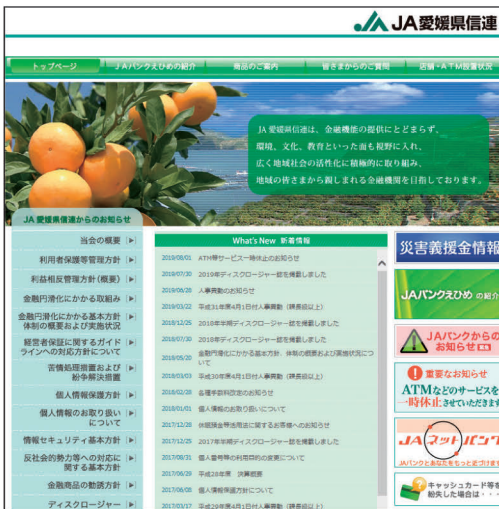 JA愛媛県信連
トップページ
JAバンクえひめの紹介
商品のご案内
皆さまからのご質問
店舗・ATM設置状況
JA愛媛県信連は、金融機能の提供にとどまらず、
環境、文化、教育といった面も視野に入れ、
広く地域社会の活性化に積極的に取り組み、
地域の皆さまから親しまれる金融機関を目指しております。
JA愛媛県信連からのお知らせ
当会の概要
利用者保護等管理方針
利益相反管理方針(概要)
金融円滑化にかかる取組み
金融円滑化にかかる基本方針
体制の概要および実施状況
経営者保証に関するガイド
ラインへの対応方針について
苦情処理措置および
紛争解決措置
個人情報保護方針
個人情報のお取り扱い
について
情報セキュリティ基本方針
反社会的勢力等への対応に
関する基本方針
金融商品の勧誘方針
ディスクロージャー
What's New 新着情報
2019/08/01 ATM等サービス一時休止のお知らせ
2019/07/30 2019年ディスクロージャー誌を掲載しました
2019/06/28 人事異動のお知らせ
2019/03/22 平成31年第4月1日付人事異動(課長級以上)
2018/12/25 2018年半期ディスクロージャー誌を掲載しました
2018/07/30 2018年ディスクロージャー誌を掲載しました
2018/05/20 金融円滑化にかかる基本方針、体制の概要および実施状況につ
いて
2018/03/03 平成30年第4月1日付人事異動(課長級以上)
2018/02/26 各種手数料改定のお知らせ
2018/01/01 個人情報のお取り扱いについて
2017/12/28 休眠預金等活用法に関するお客様へのお知らせ
2017/12/25 2017年半期ディスクロージャー誌を掲載しました
2017/08/31 個人番号等の利用目的の変更について
2017/06/29 平成28年度 決算概要
2017/06/08 個人情報保護方針について
2017/03/17 平成29年第4月1日付人事異動(課長級以上)
災害義援金情報
JAバンクえひめ の紹介
JAバンクからの
お知らせ
重要なお知らせ
ATMなどのサービスを
一時休止させていただきます
JAネットバンク
JAバンクとあなたをもっと近づけます
キャッシュカード等を
紛失した場合は・・・